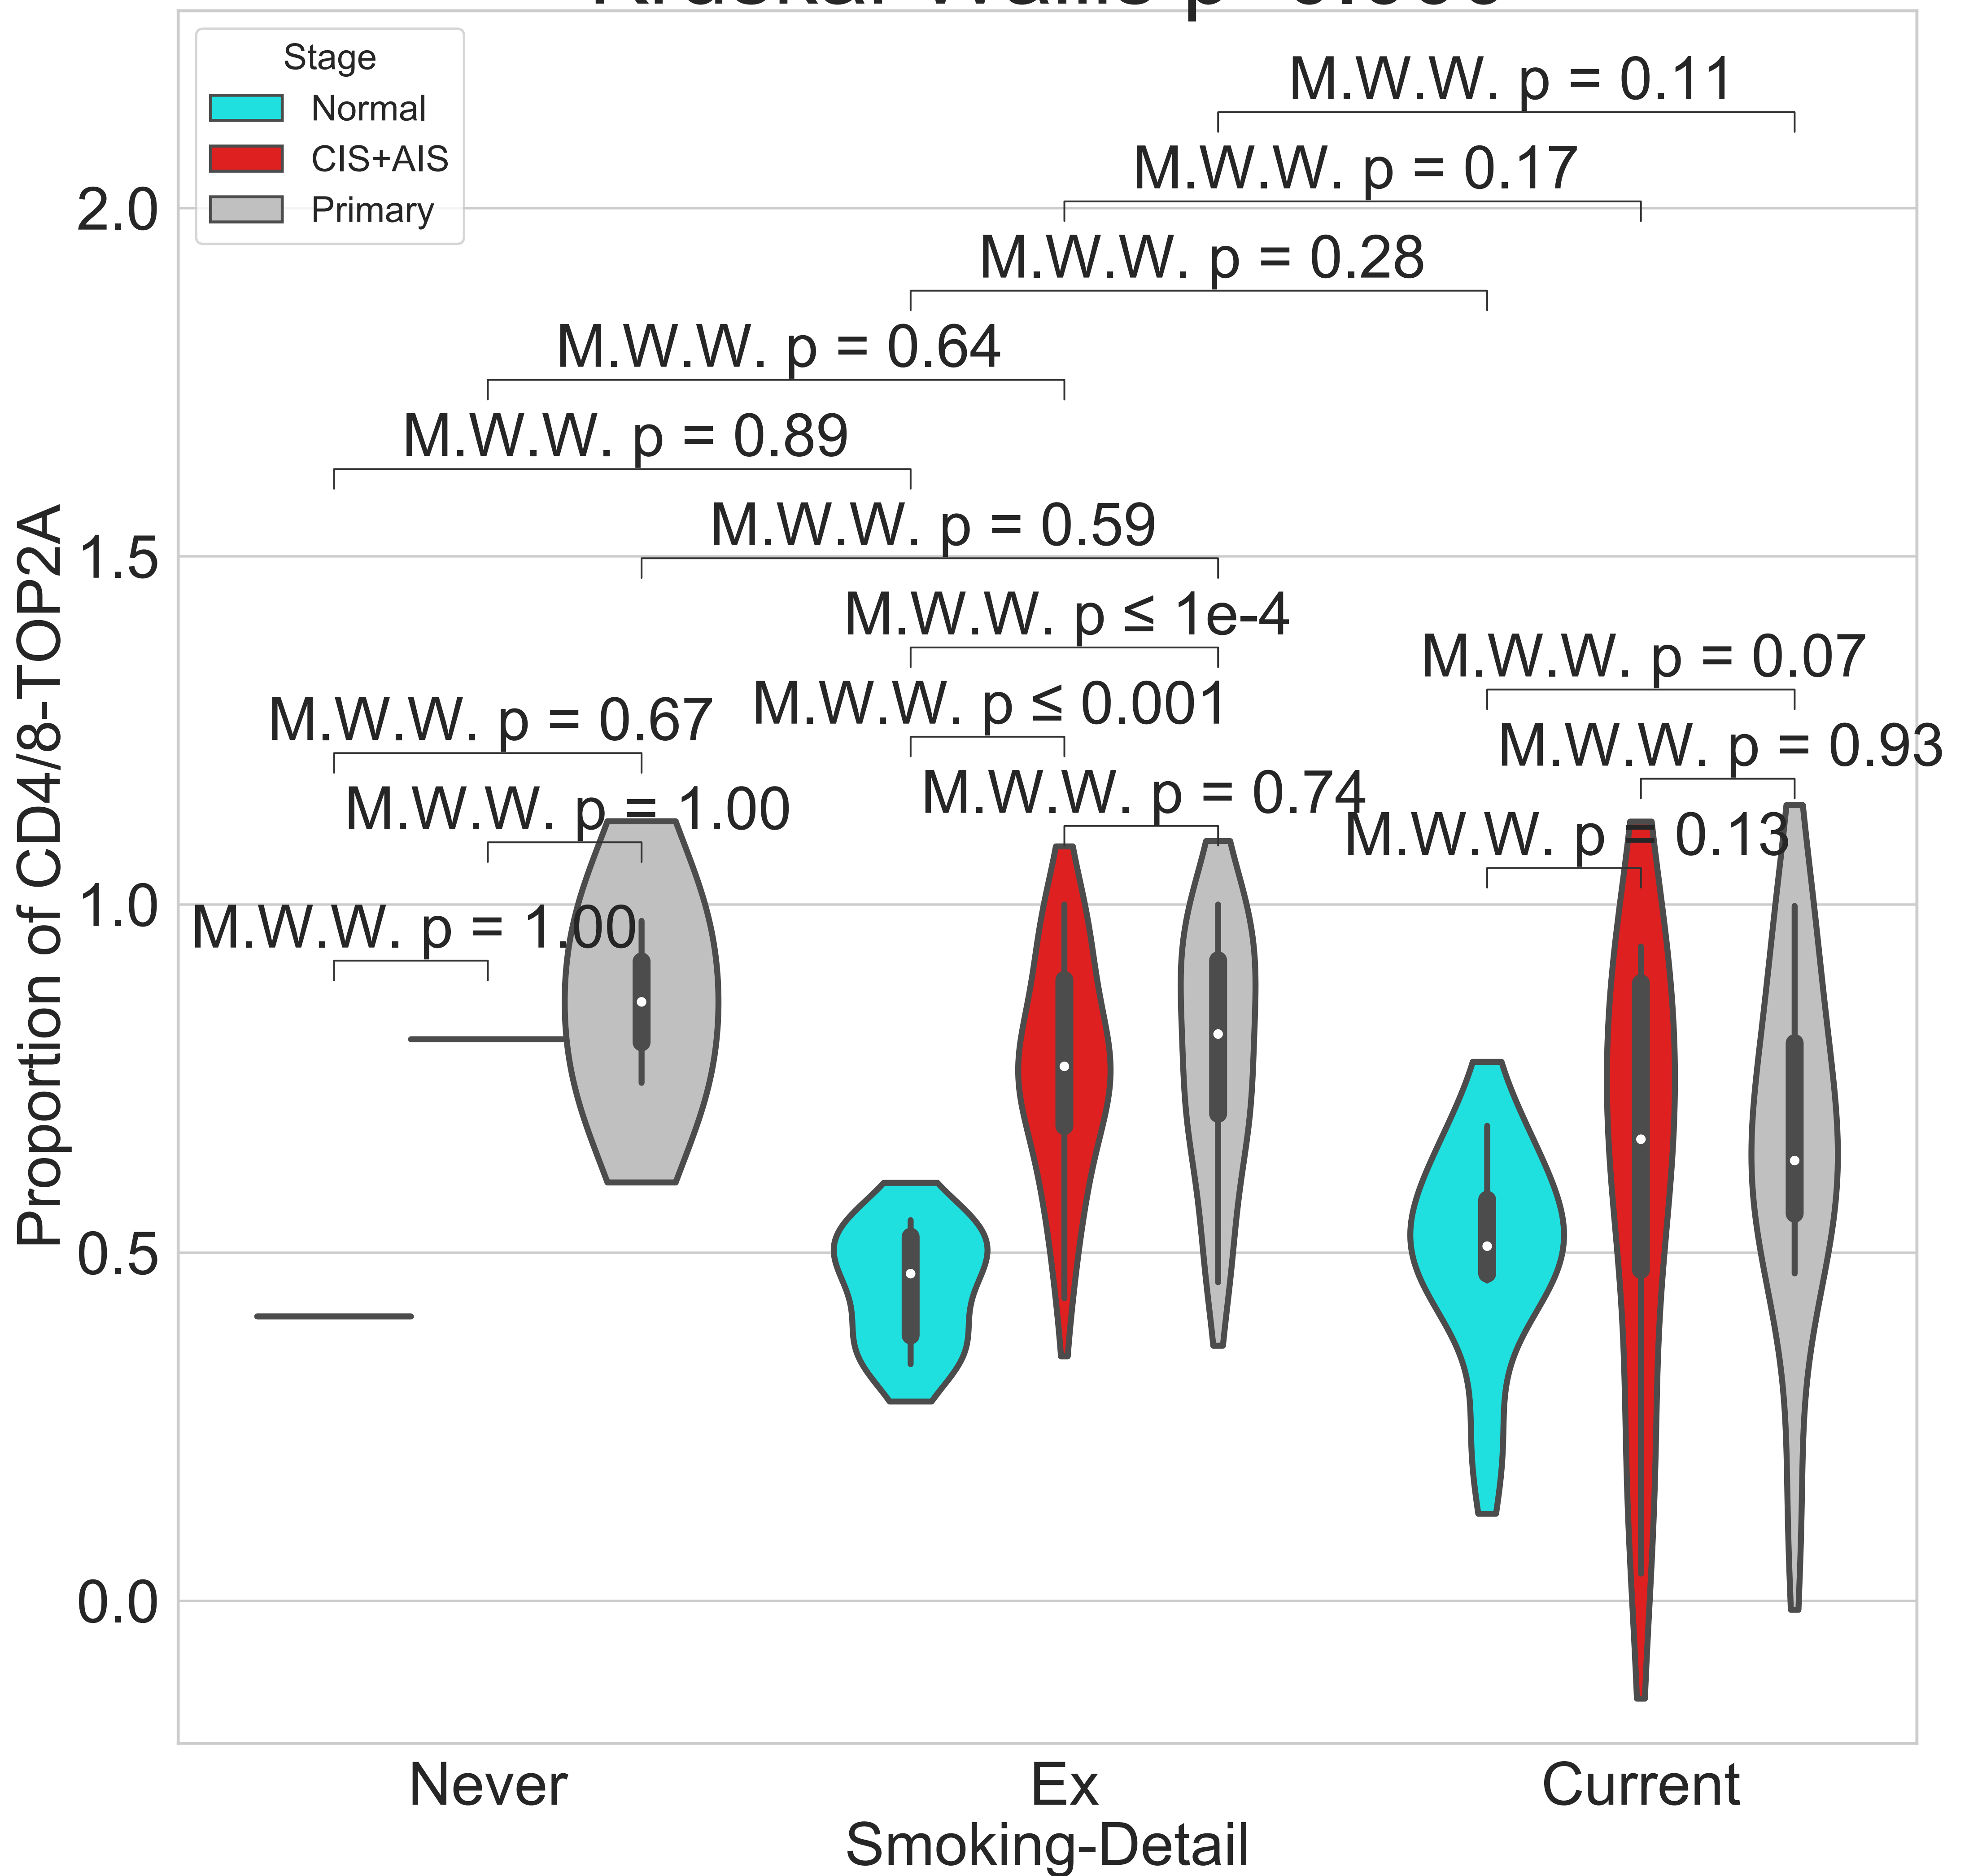 Stage
Normal
CIS+AIS
Primary
M.W.W. p = 0.11
M.W.W. p = 0.17
M.W.W. p = 0.28
M.W.W. p = 0.64
M.W.W. p = 0.89
M.W.W. p = 0.59
M.W.W. p ≤ 1e-4
M.W.W. p = 0.07
M.W.W. p = 0.67
M.W.W. p ≤ 0.001
M.W.W. p = 0.93
M.W.W. p = 1.00
M.W.W. p = 0.74
M.W.W. p = 0.13
M.W.W. p = 1.00
Proportion of CD4/8-TOP2A
2.0
1.5
1.0
0.5
0.0
Never
Ex
Current
Smoking-Detail